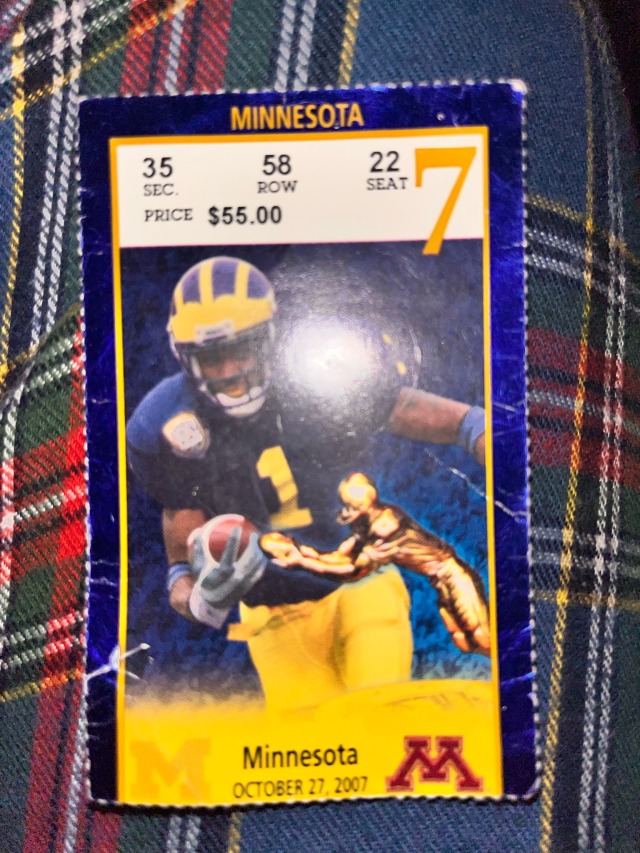 MINNESOTA
35 58 22 7
SEC. ROW SEAT
PRICE $55.00
1
M
Minnesota M
OCTOBER 27, 2007